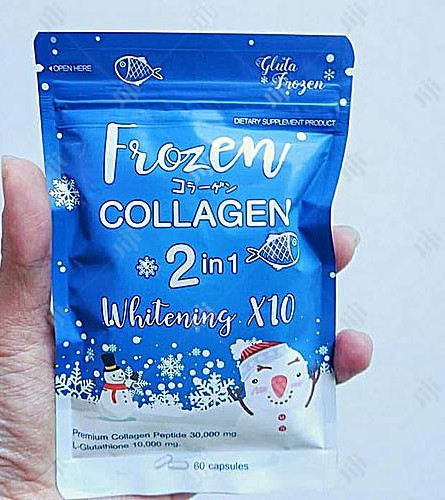 OPEN HERE
Gluta
Frozen
DIETARY SUPPLEMENT PRODUCT
Frozen
コラーゲン
COLLAGEN
2 in 1
Whitening X10
Premium Collagen Peptide 30,000 mg.
L-Glutathione 10,000 mg.
60 capsules